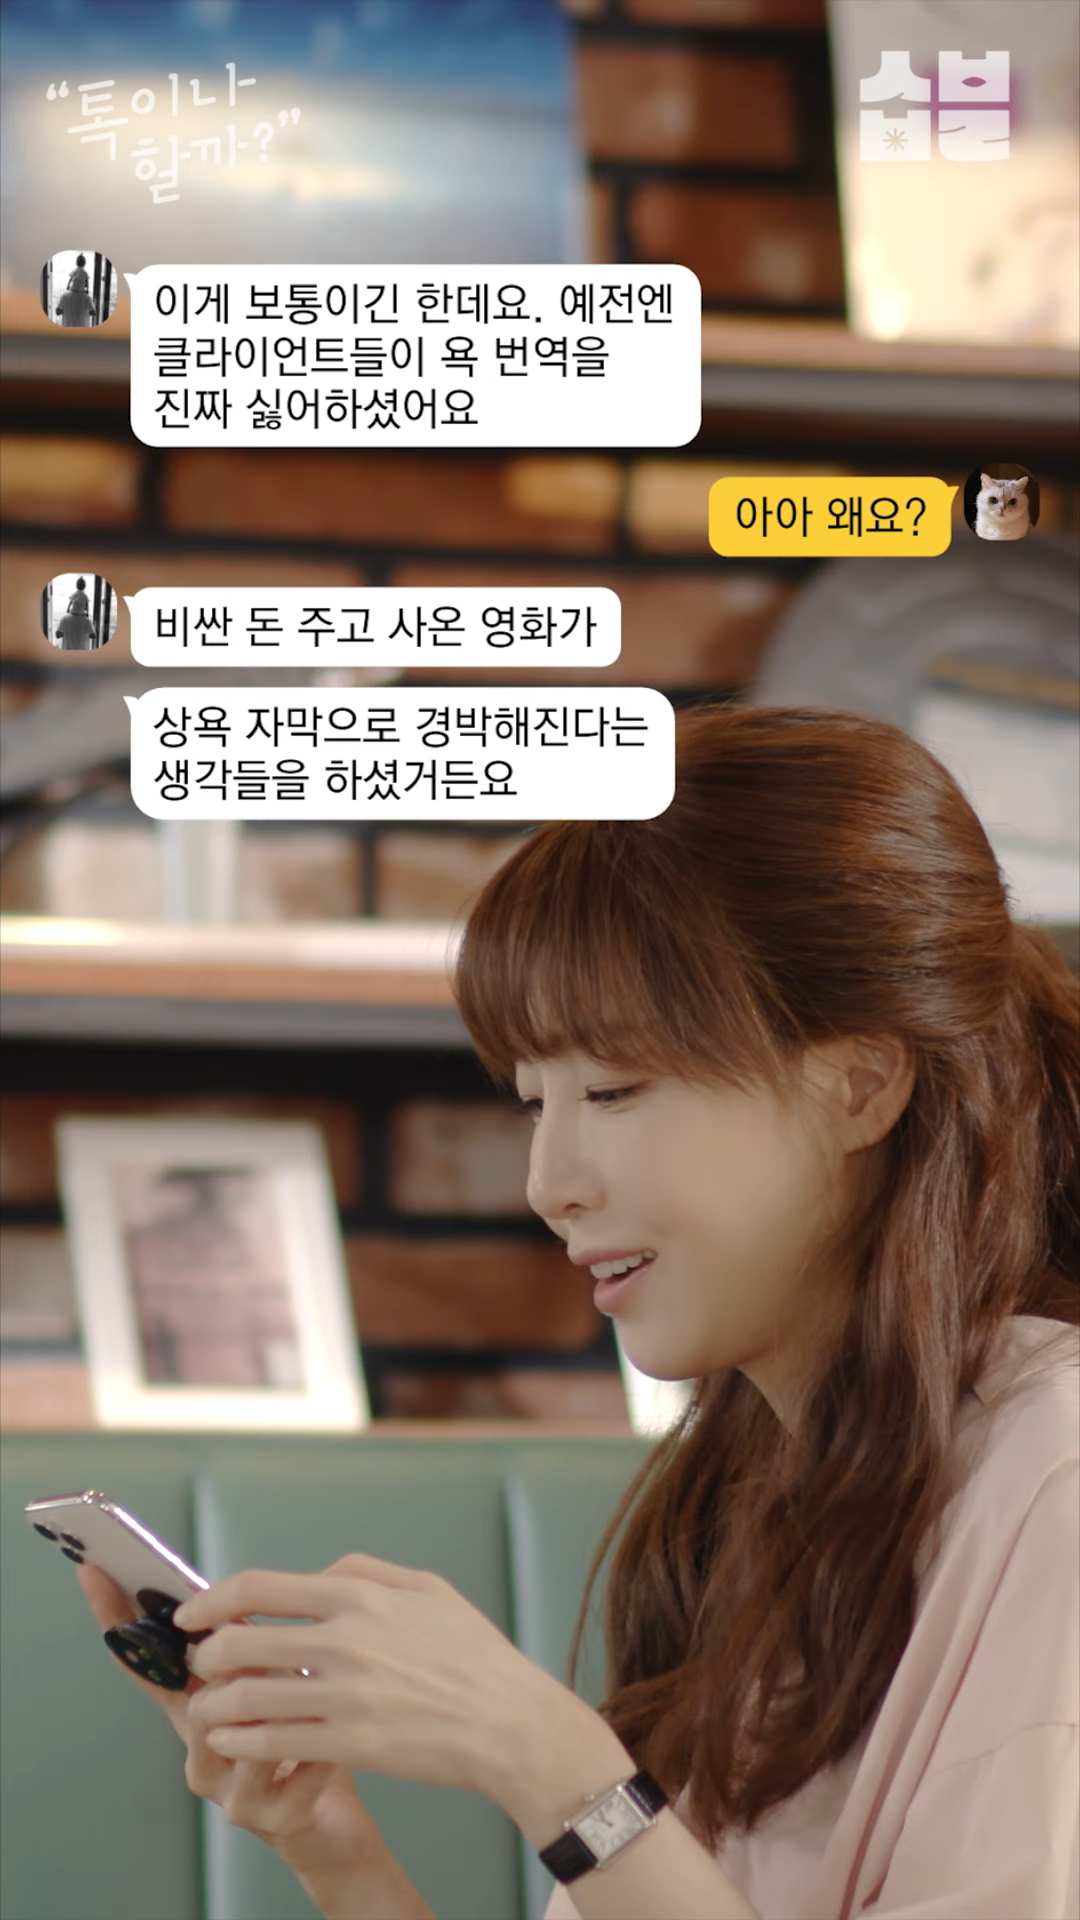 “톡이나
할까?”
숍블
이게 보통이긴 한데요. 예전엔
클라이언트들이 욕 번역을
진짜 싫어하셨어요
아아 왜요?
비싼 돈 주고 사온 영화가
상욕 자막으로 경박해진다는
생각들을 하셨거든요